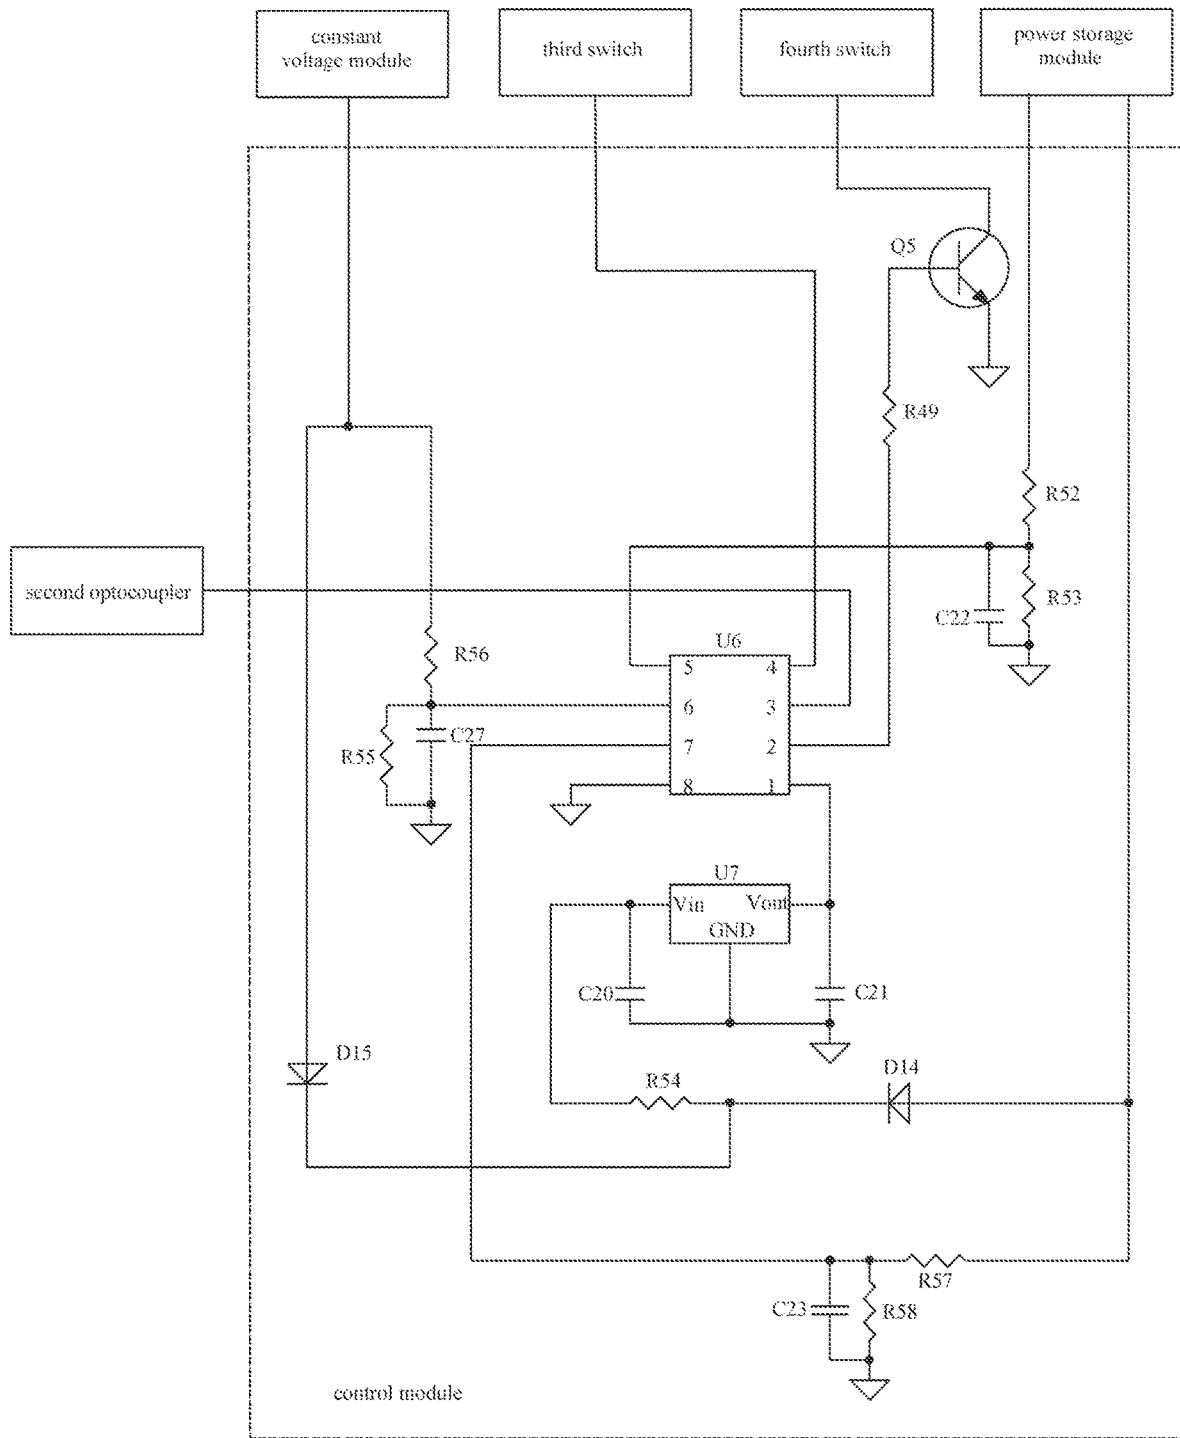 constant
voltage module
third switch
fourth switch
power storage
module
Q5
R49
R52
second optocoupler
R53
C22
U6
R56
5 4
6 3
C27
R55
7 2
8 1
U7
Vin Vout
GND
C20
C21
D15
D14
R54
R57
C23
R58
control module